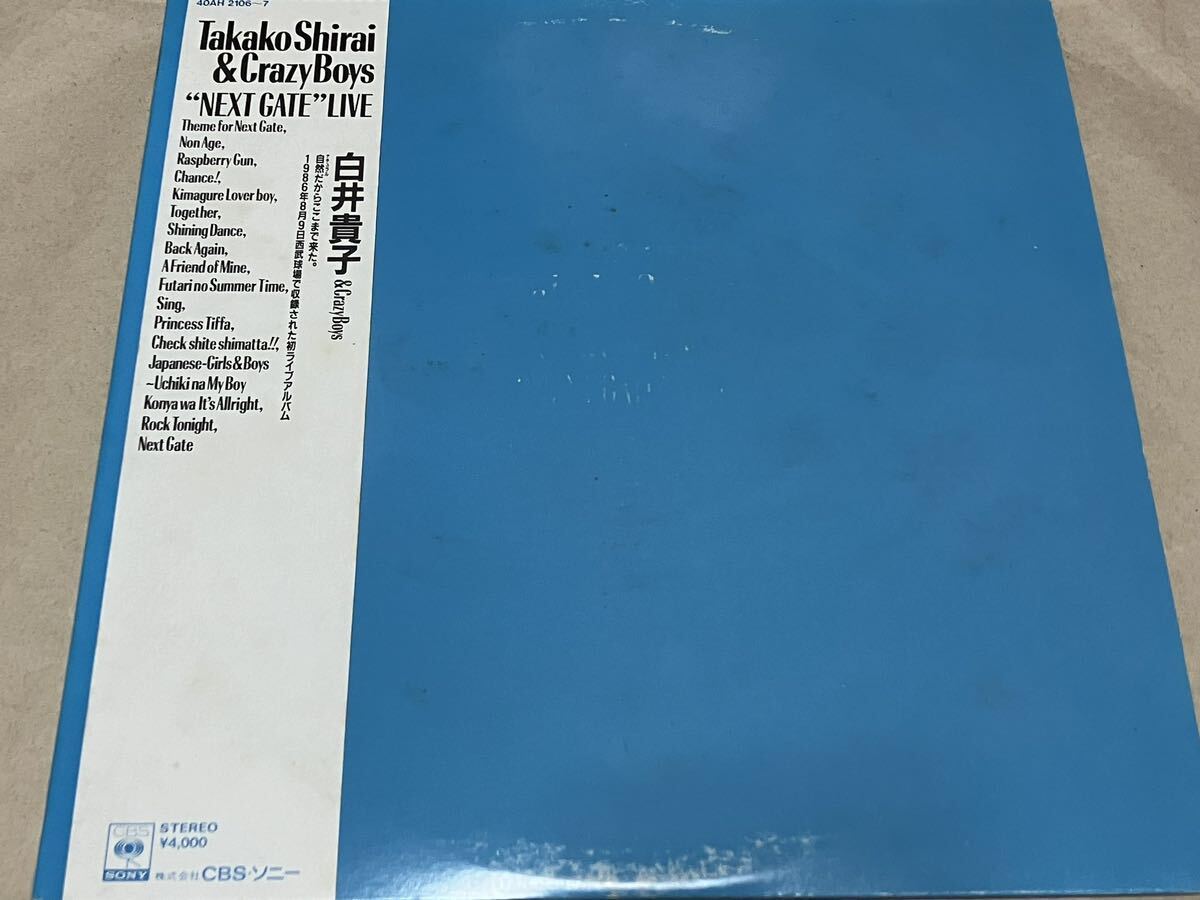 40AH 2106~7
Takako Shirai
& Crazy Boys
“NEXT GATE” LIVE
Theme for Next Gate,
Non Age,
Raspberry Gun,
Chance!,
Kimagure Lover boy,
Together,
Shining Dance,
Back Again,
A Friend of Mine,
Futari no Summer Time,
Sing,
Princess Tiffa,
Check shite shimatta!!,
Japanese-Girls & Boys
~Uchiki na My Boy
Konya wa It's Allright,
Rock Tonight,
Next Gate
白井貴子 & Crazy Boys
自然だからここまで来た。
1986年8月9日西武球場で収録された初ライブアルバム
CBS
SONY
STEREO
¥4,000
株式会社 CBS・ソニー